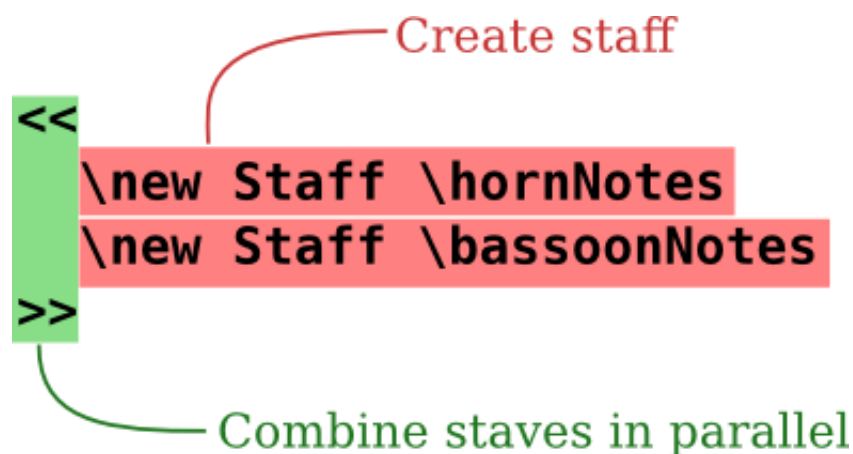 Create staff
<<
\new Staff \hornNotes
\new Staff \bassoonNotes
>>
Combine staves in parallel